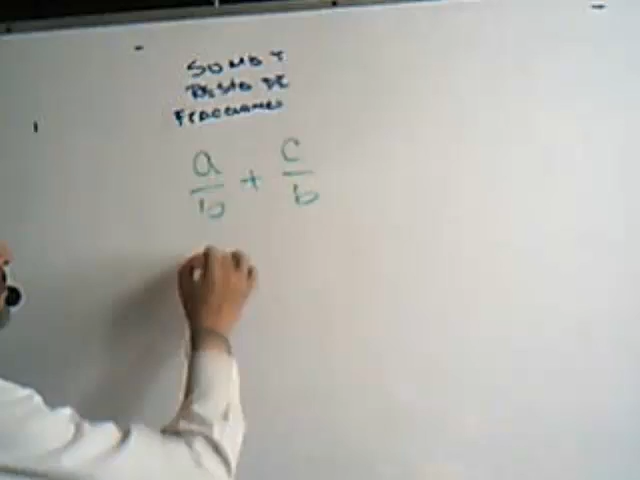 SUMA Y
RESTA DE
FRACCIONES
a/b + c/b